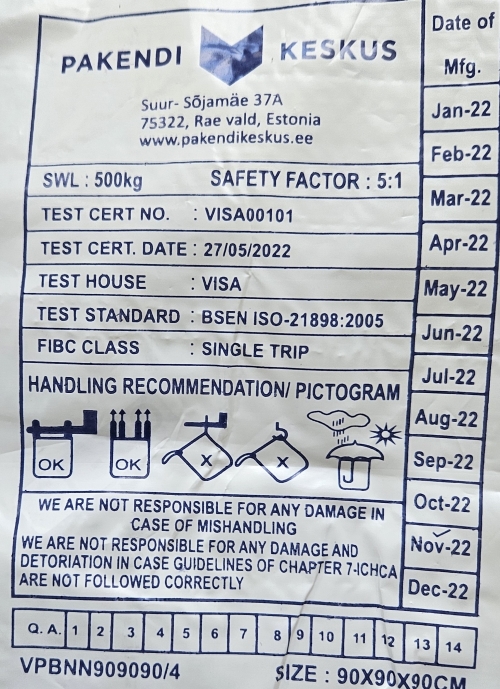 PAKENDI KESKUS
Suur- Sõjamäe 37A
75322, Rae vald, Estonia
www.pakendikeskus.ee
SWL : 500kg SAFETY FACTOR : 5:1
TEST CERT NO. : VISA00101
TEST CERT. DATE : 27/05/2022
TEST HOUSE : VISA
TEST STANDARD : BSEN ISO-21898:2005
FIBC CLASS : SINGLE TRIP
HANDLING RECOMMENDATION/ PICTOGRAM
OK OK X X
WE ARE NOT RESPONSIBLE FOR ANY DAMAGE IN
CASE OF MISHANDLING
WE ARE NOT RESPONSIBLE FOR ANY DAMAGE AND
DETORIATION IN CASE GUIDELINES OF CHAPTER 7-ICHCA
ARE NOT FOLLOWED CORRECTLY
Date of
Mfg.
Jan-22
Feb-22
Mar-22
Apr-22
May-22
Jun-22
Jul-22
Aug-22
Sep-22
Oct-22
Nov-22
Dec-22
Q. A. 1 2 3 4 5 6 7 8 9 10 11 12 13 14
VPBNN909090/4 SIZE : 90X90X90CM